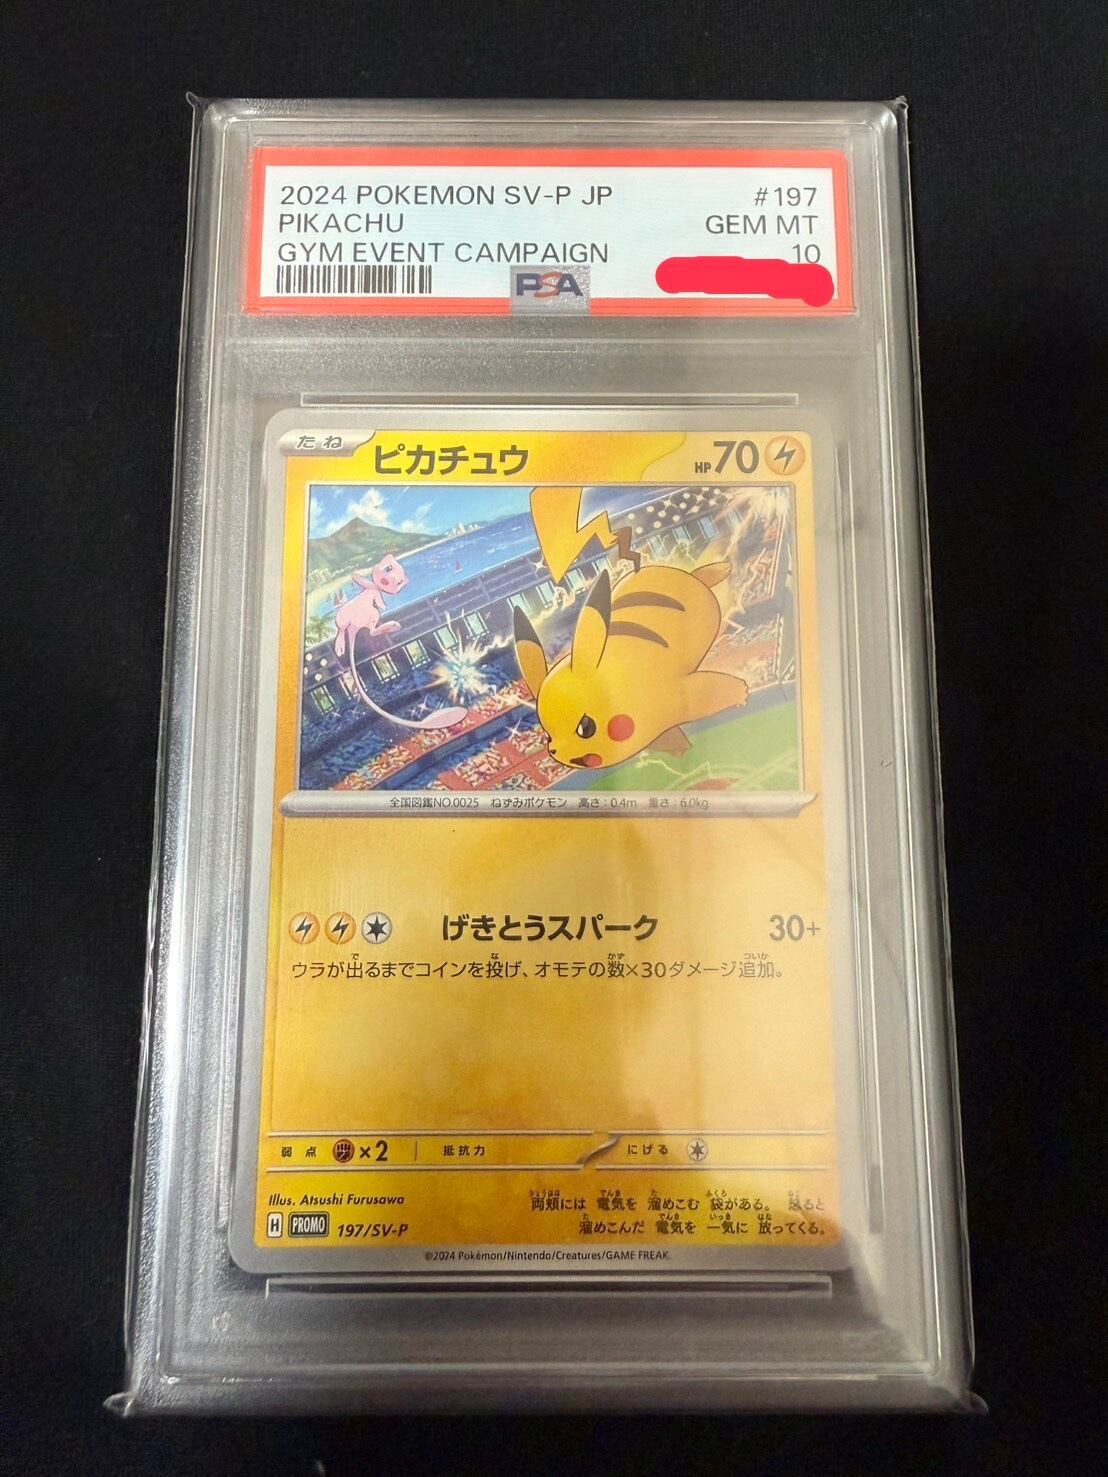 2024 POKEMON SV-P JP #197
PIKACHU GEM MT
GYM EVENT CAMPAIGN 10
PSA
たね ピカチュウ HP70
全国図鑑NO.0025 ねずみポケモン 高さ:0.4m 重さ:6.0kg
げきとうスパーク 30+
ウラが出るまでコインを投げ、オモテの数×30ダメージ追加。
弱点 ×2 抵抗力 にげる
Illus. Atsushi Furusawa
両頬には 電気を 溜めこむ 袋がある。 怒ると
H PROMO 197/SV-P
溜めこんだ 電気を 一気に 放ってくる。
©2024 Pokémon/Nintendo/Creatures/GAME FREAK.